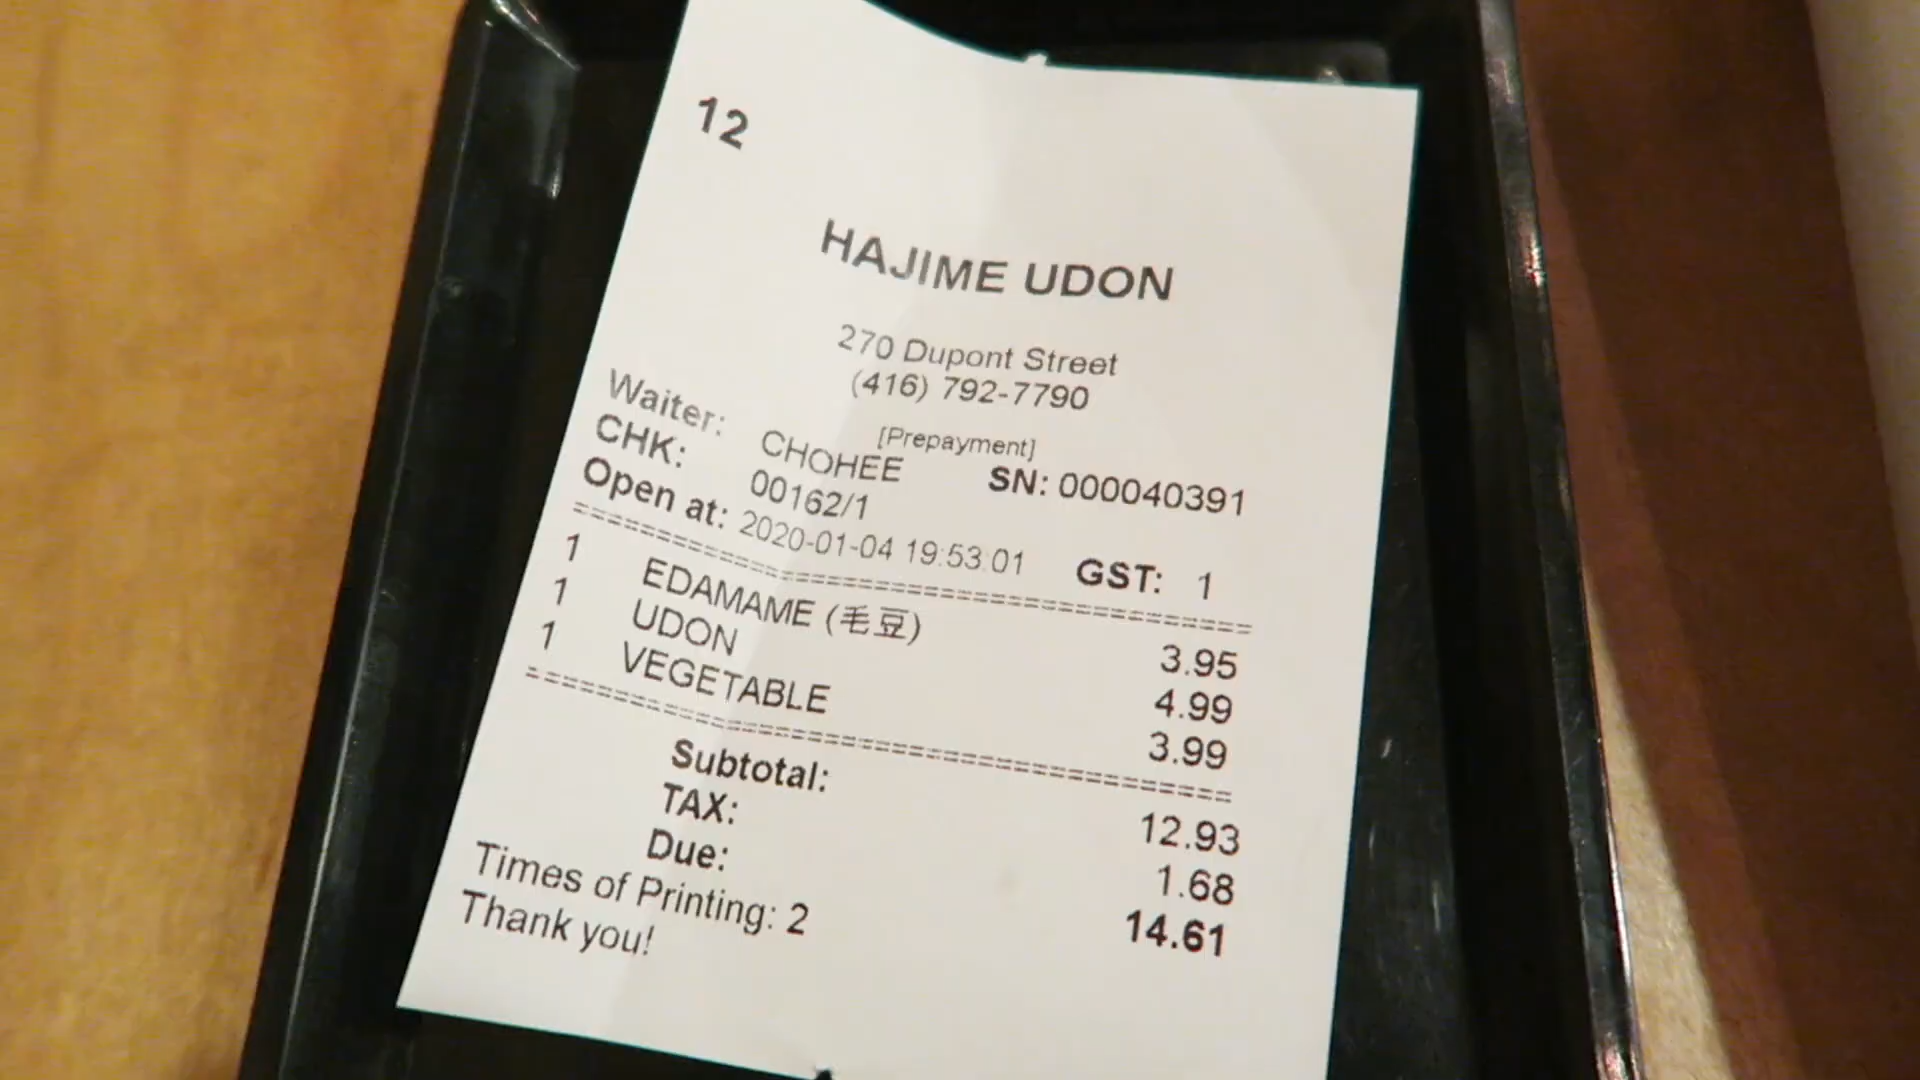 12
HAJIME UDON
270 Dupont Street
(416) 792-7790
[Prepayment]
Waiter: CHOHEE SN: 000040391
CHK: 00162/1
Open at: 2020-01-04 19:53:01 GST: 1
1 EDAMAME (毛豆) 3.95
1 UDON 4.99
1 VEGETABLE 3.99
Subtotal: 12.93
TAX: 1.68
Due: 14.61
Times of Printing: 2
Thank you!